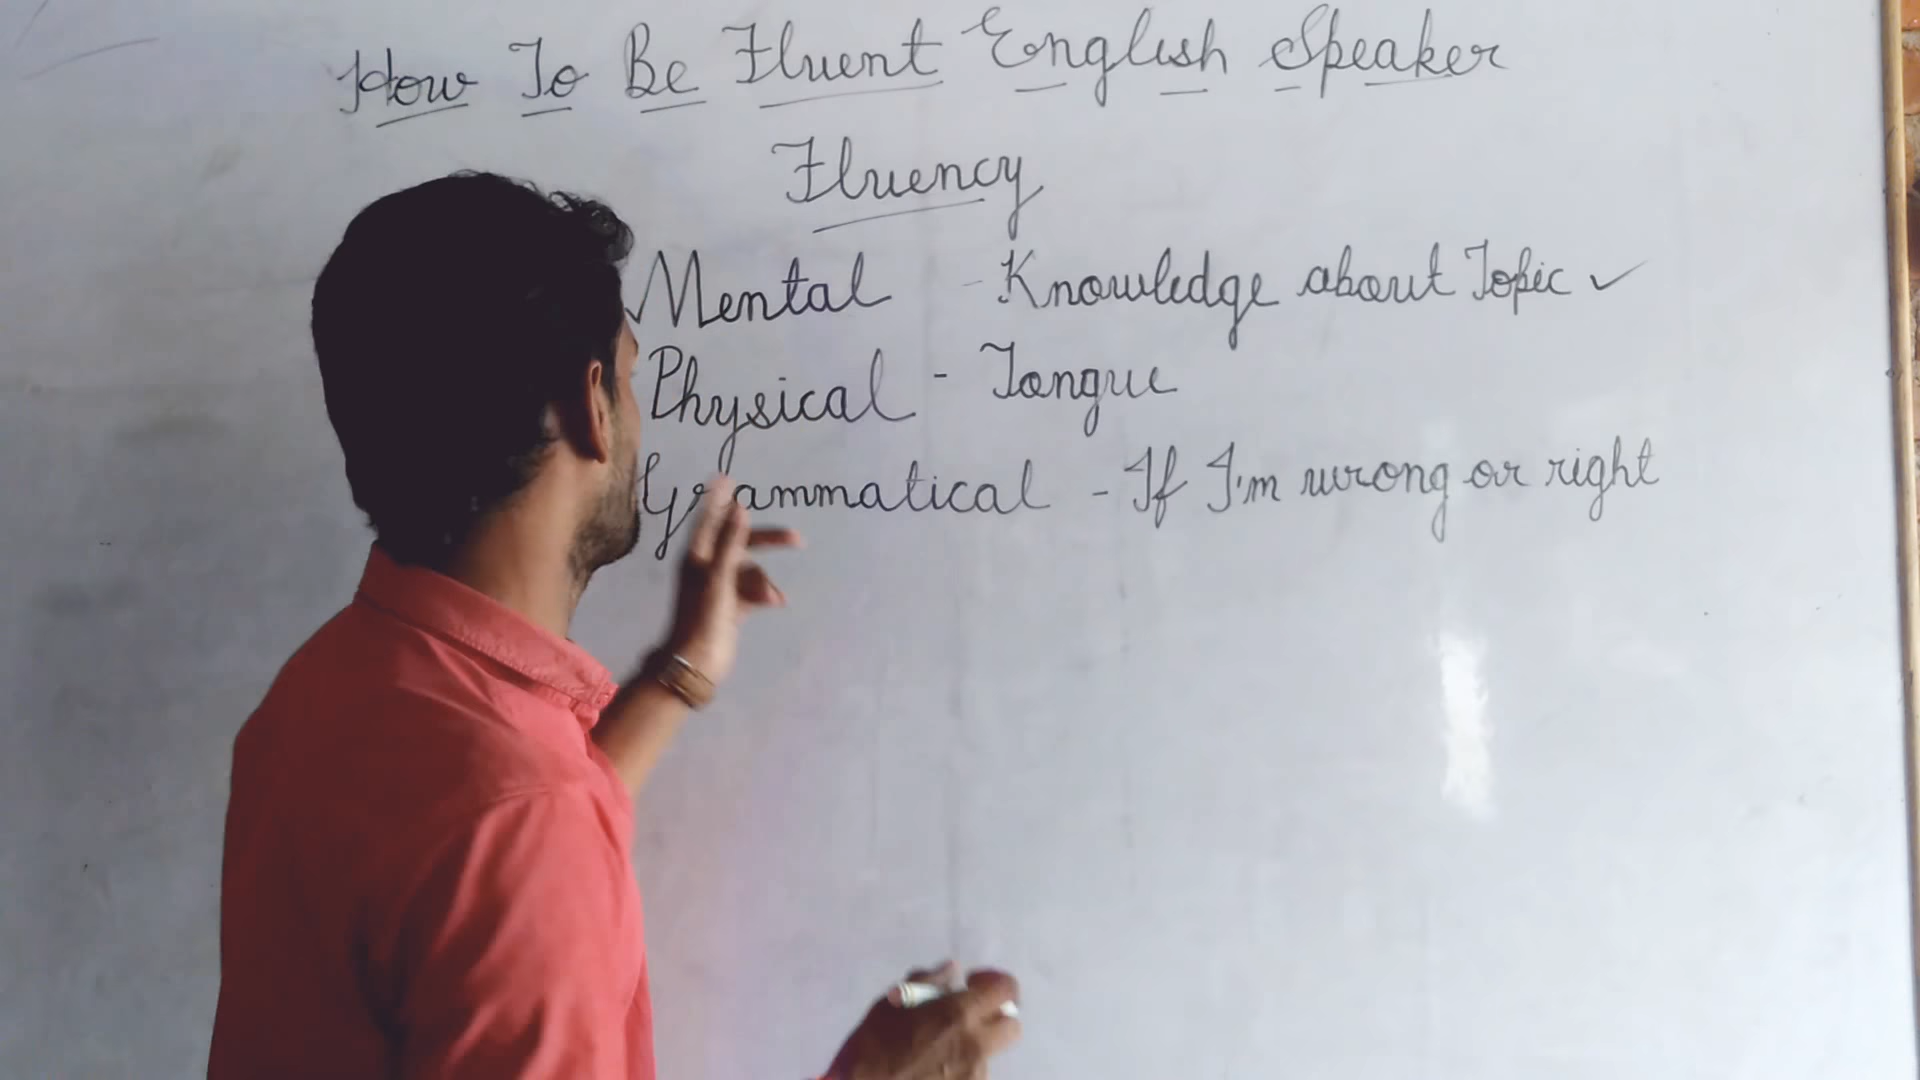 How To Be Fluent English Speaker
Fluency
Mental - Knowledge about Topic ✓
Physical - Tongue
Grammatical - If I'm wrong or right